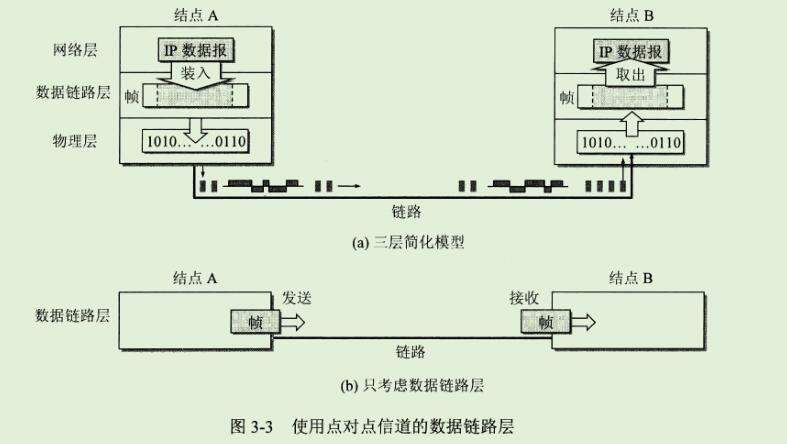 结点 A
结点 B
网络层
IP 数据报
IP 数据报
装入
取出
数据链路层
帧
帧
物理层
1010… …0110
1010… …0110
链路
(a) 三层简化模型
结点 A
结点 B
数据链路层
发送
接收
帧
帧
链路
(b) 只考虑数据链路层
图 3-3 使用点对点信道的数据链路层